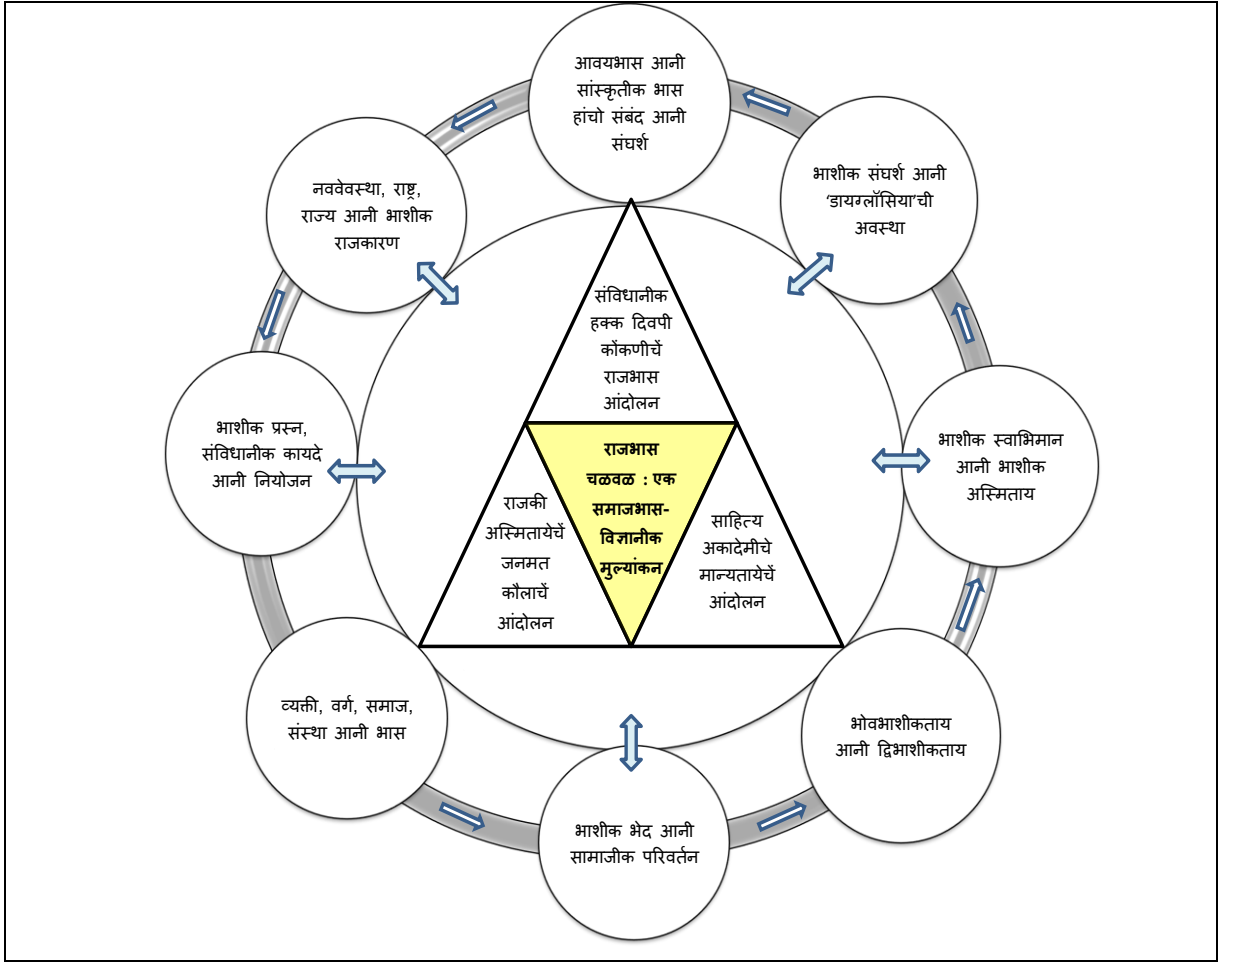 आवयभास आनी
सांस्कृतीक भास
हांचो संबंद आनी
संघर्श
भाशीक संघर्श आनी
‘डायग्लॉसिया’ची
अवस्था
नववेवस्था, राष्ट्र,
राज्य आनी भाशीक
राजकारण
संविधानीक
हक्क दिवपी
कोंकणीचें
राजभास
आंदोलन
भाशीक प्रस्न,
संविधानीक कायदे
आनी नियोजन
राजभास
चळवळ : एक
समाजभास-
विज्ञानीक
मुल्यांकन
भाशीक स्वाभिमान
आनी भाशीक
अस्मिताय
राजकी
अस्मितायेचें
जनमत
कौलाचें
आंदोलन
साहित्य
अकादेमीचे
मान्यतायेचें
आंदोलन
व्यक्ती, वर्ग, समाज,
संस्था आनी भास
भोवभाशीकताय
आनी द्विभाशीकताय
भाशीक भेद आनी
सामाजीक परिवर्तन